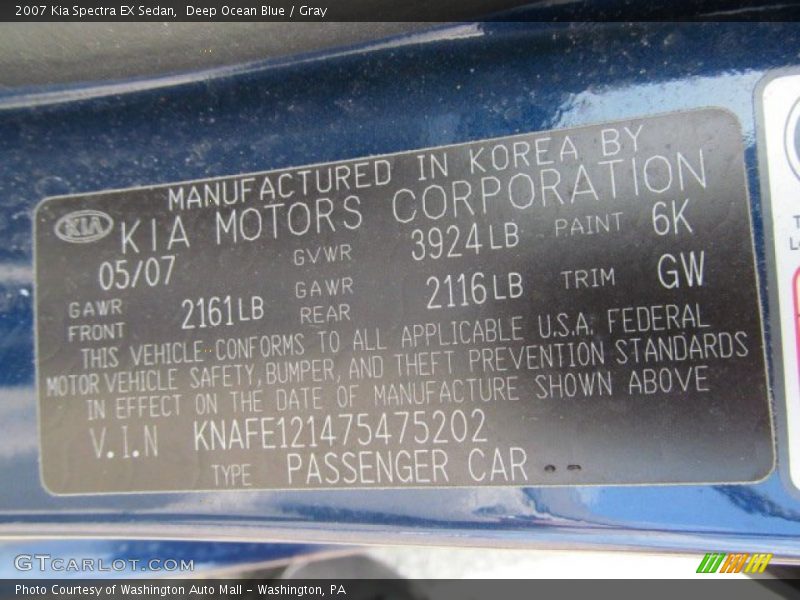 2007 Kia Spectra EX Sedan, Deep Ocean Blue / Gray
MANUFACTURED IN KOREA BY
KIA KIA MOTORS CORPORATION
05/07 GVWR 3924LB PAINT 6K
GAWR FRONT 2161LB GAWR REAR 2116LB TRIM GW
THIS VEHICLE CONFORMS TO ALL APPLICABLE U.S.A. FEDERAL
MOTOR VEHICLE SAFETY, BUMPER, AND THEFT PREVENTION STANDARDS
IN EFFECT ON THE DATE OF MANUFACTURE SHOWN ABOVE
V.I.N KNAFE121475475202
TYPE PASSENGER CAR
GTCARLOT.COM
Photo Courtesy of Washington Auto Mall - Washington, PA